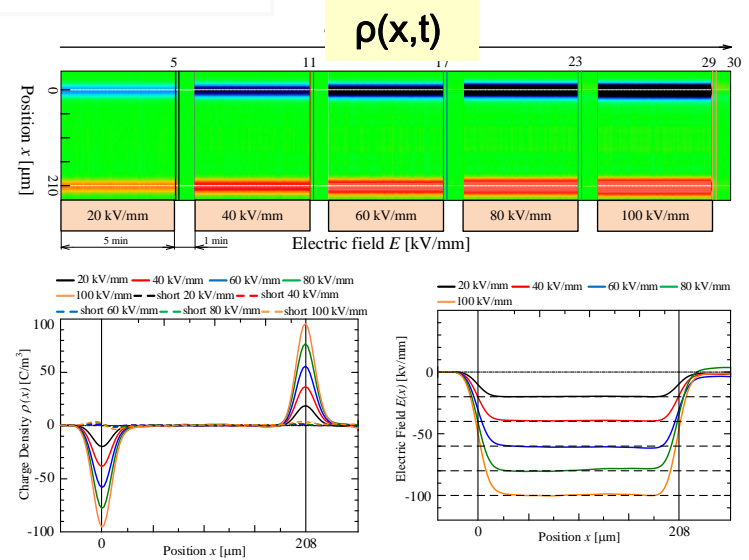 ρ(x,t)
5 11 17 23 29 30
Position x [μm]
0
210
20 kV/mm 40 kV/mm 60 kV/mm 80 kV/mm 100 kV/mm
5 min 1 min
Electric field E [kV/mm]
20 kV/mm 40 kV/mm 60 kV/mm 80 kV/mm
100 kV/mm short 20 kV/mm short 40 kV/mm
short 60 kV/mm short 80 kV/mm short 100 kV/mm
Charge Density ρ (x) [C/m³]
100
50
0
-50
-100
0 208
Position x [μm]
20 kV/mm 40 kV/mm 60 kV/mm 80 kV/mm
100 kV/mm
Electric Field E(x) [kv/mm]
0
-50
-100
0 208
Position x [μm]